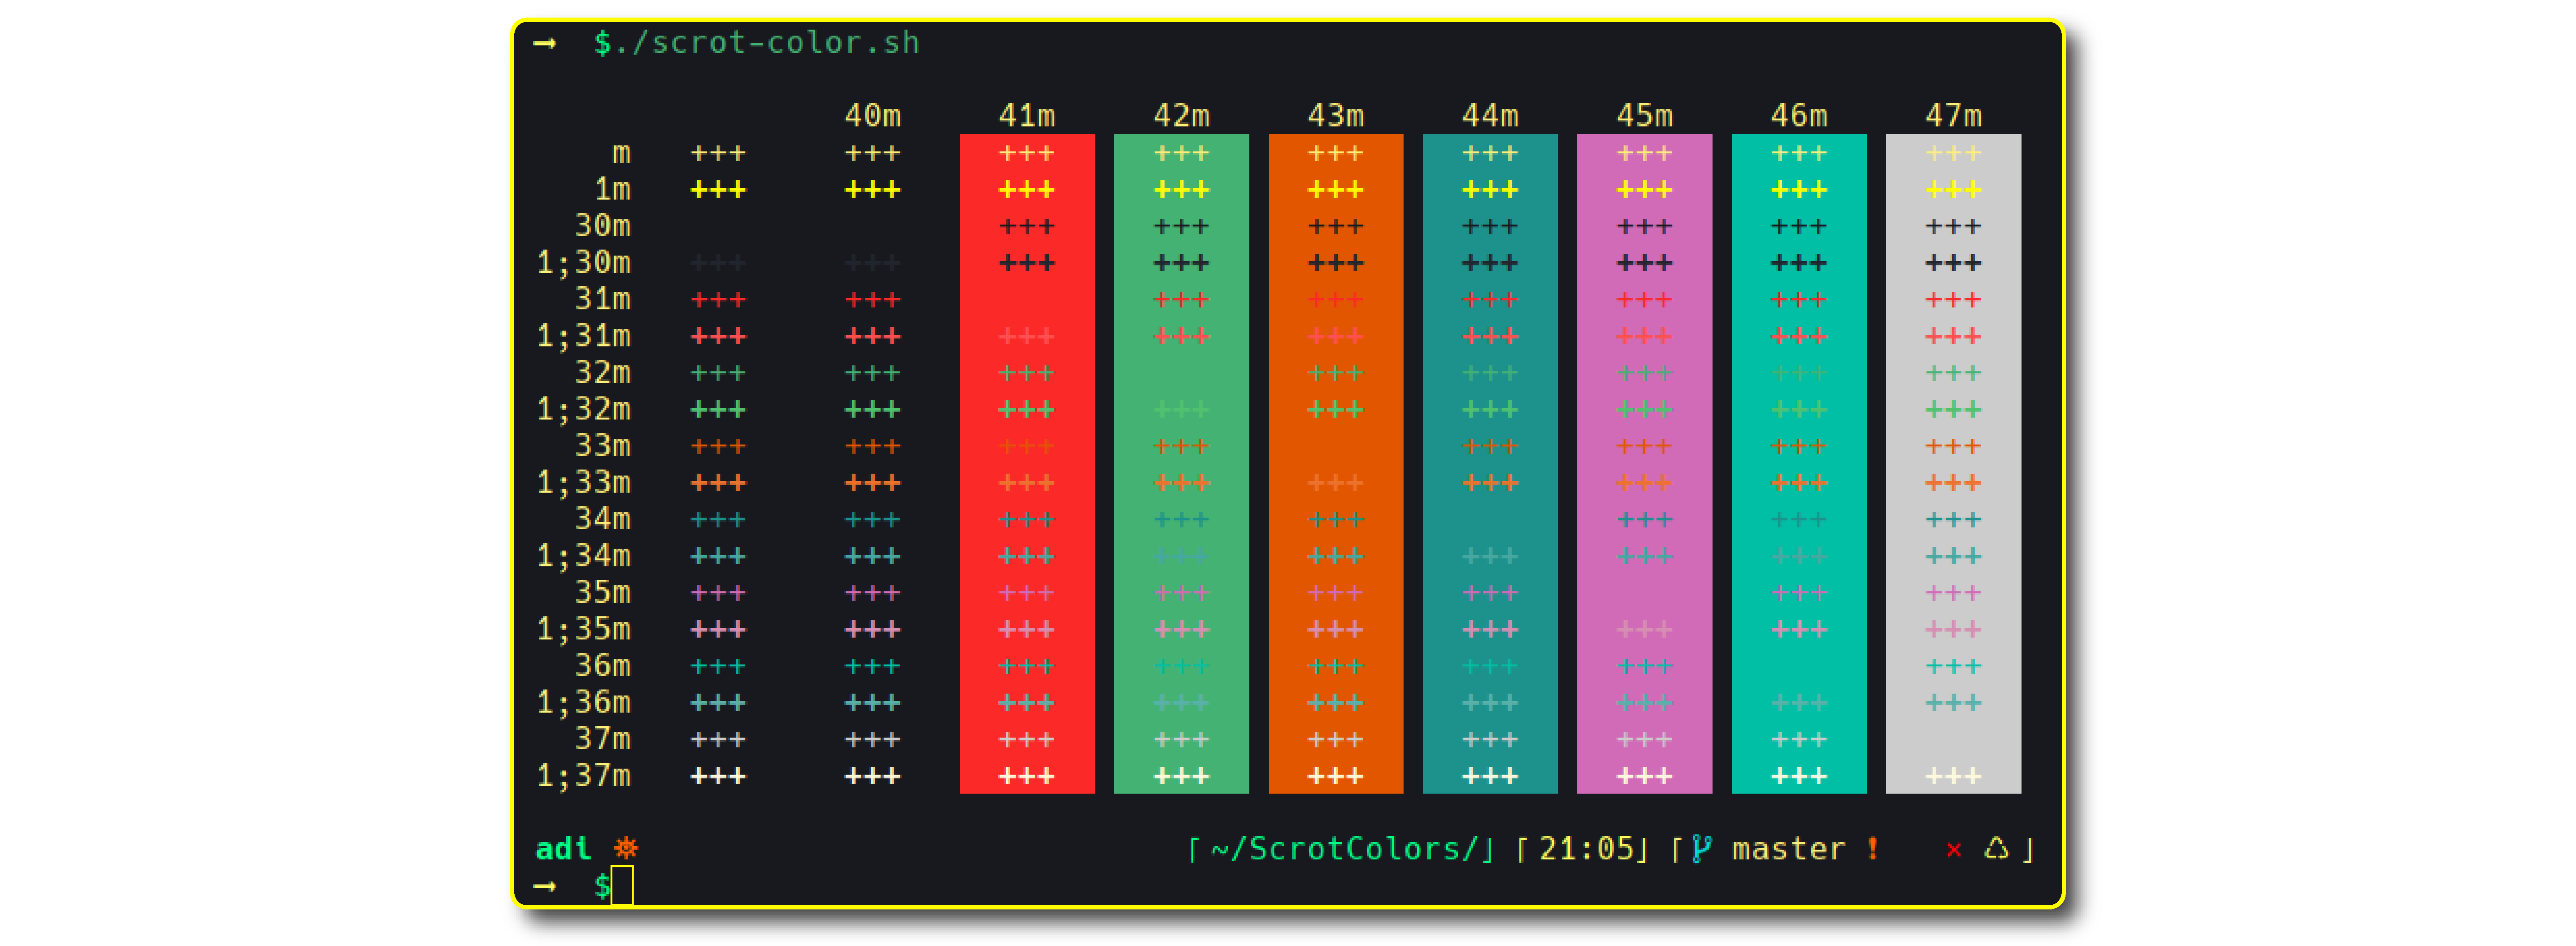 → $./scrot-color.sh
40m 41m 42m 43m 44m 45m 46m 47m
m +++ +++ +++ +++ +++ +++ +++ +++ +++
1m +++ +++ +++ +++ +++ +++ +++ +++ +++
30m +++ +++ +++ +++ +++ +++ +++
1;30m +++ +++ +++ +++ +++ +++ +++ +++ +++
31m +++ +++ +++ +++ +++ +++ +++ +++
1;31m +++ +++ +++ +++ +++ +++ +++ +++ +++
32m +++ +++ +++ +++ +++ +++ +++ +++
1;32m +++ +++ +++ +++ +++ +++ +++ +++ +++
33m +++ +++ +++ +++ +++ +++ +++ +++
1;33m +++ +++ +++ +++ +++ +++ +++ +++ +++
34m +++ +++ +++ +++ +++ +++ +++ +++
1;34m +++ +++ +++ +++ +++ +++ +++ +++ +++
35m +++ +++ +++ +++ +++ +++ +++ +++
1;35m +++ +++ +++ +++ +++ +++ +++ +++ +++
36m +++ +++ +++ +++ +++ +++ +++ +++
1;36m +++ +++ +++ +++ +++ +++ +++ +++ +++
37m +++ +++ +++ +++ +++ +++ +++ +++
1;37m +++ +++ +++ +++ +++ +++ +++ +++ +++
adi ⎈ ⌈~/ScrotColors/⌋ ⌈21:05⌋ ⌈ master ! × ♺ ⌋
→ $